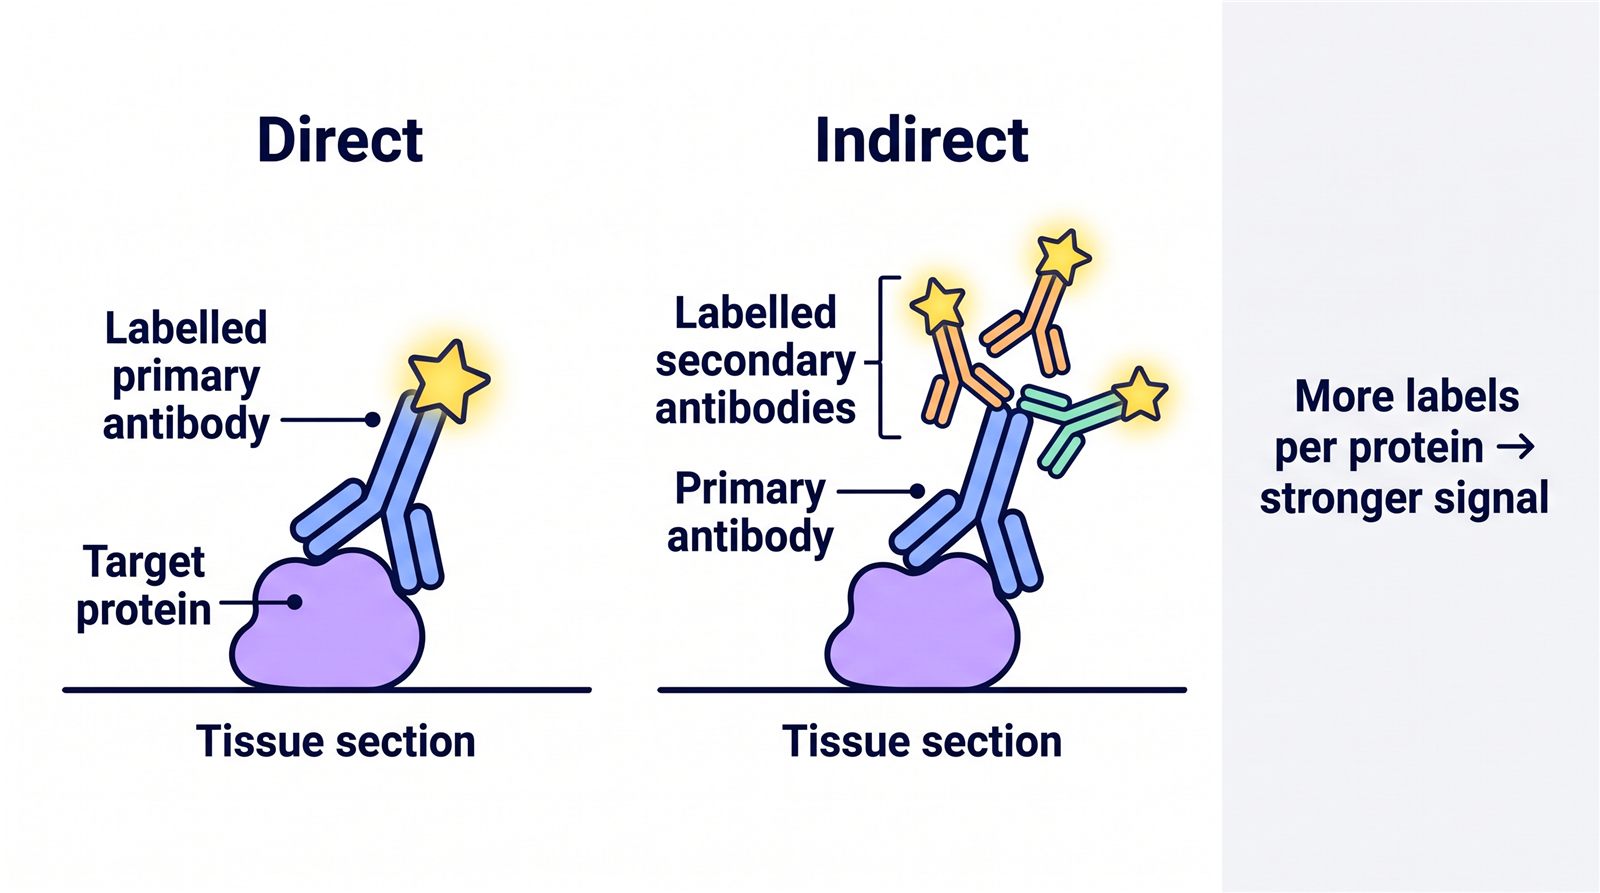 Direct
Labelled
primary
antibody
Target
protein
Tissue section
Indirect
Labelled
secondary
antibodies
Primary
antibody
Tissue section
More labels
per protein →
stronger signal